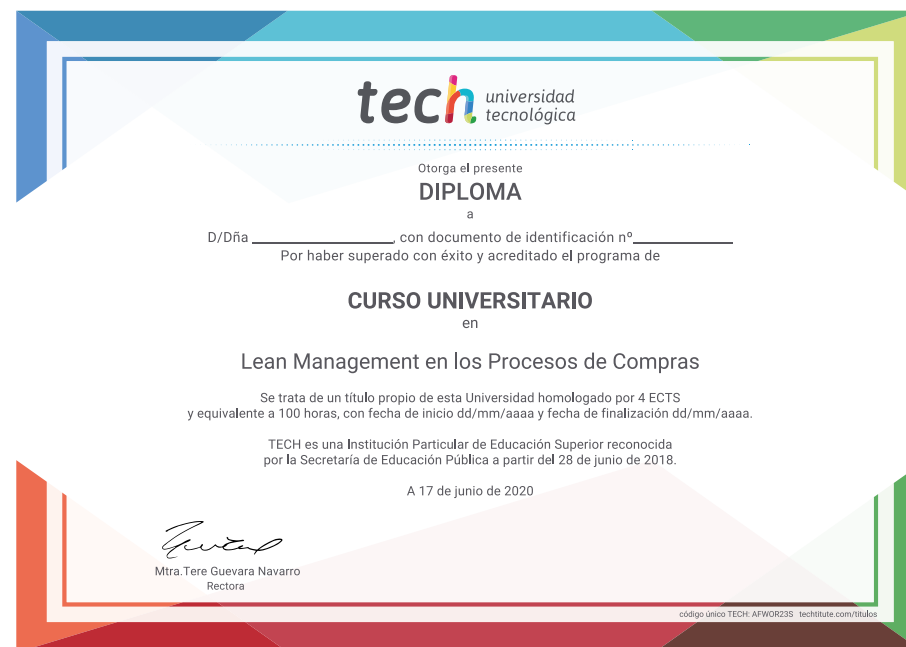 tech universidad
tecnológica
Otorga el presente
DIPLOMA
a
D/Dña ____________________, con documento de identificación nº______________
Por haber superado con éxito y acreditado el programa de
CURSO UNIVERSITARIO
en
Lean Management en los Procesos de Compras
Se trata de un título propio de esta Universidad homologado por 4 ECTS
y equivalente a 100 horas, con fecha de inicio dd/mm/aaaa y fecha de finalización dd/mm/aaaa.
TECH es una Institución Particular de Educación Superior reconocida
por la Secretaría de Educación Pública a partir del 28 de junio de 2018.
A 17 de junio de 2020
Mtra.Tere Guevara Navarro
Rectora
código único TECH: AFWOR23S techtitute.com/titulos